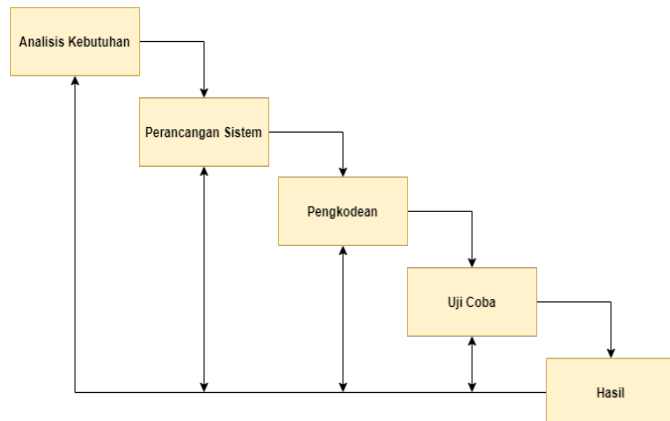 Analisis Kebutuhan
Perancangan Sistem
Pengkodean
Uji Coba
Hasil